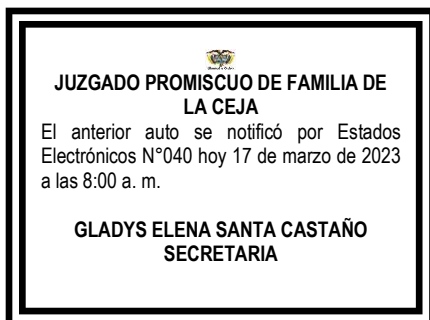 JUZGADO PROMISCUO DE FAMILIA DE
LA CEJA
El anterior auto se notificó por Estados
Electrónicos N°040 hoy 17 de marzo de 2023
a las 8:00 a. m.
GLADYS ELENA SANTA CASTAÑO
SECRETARIA